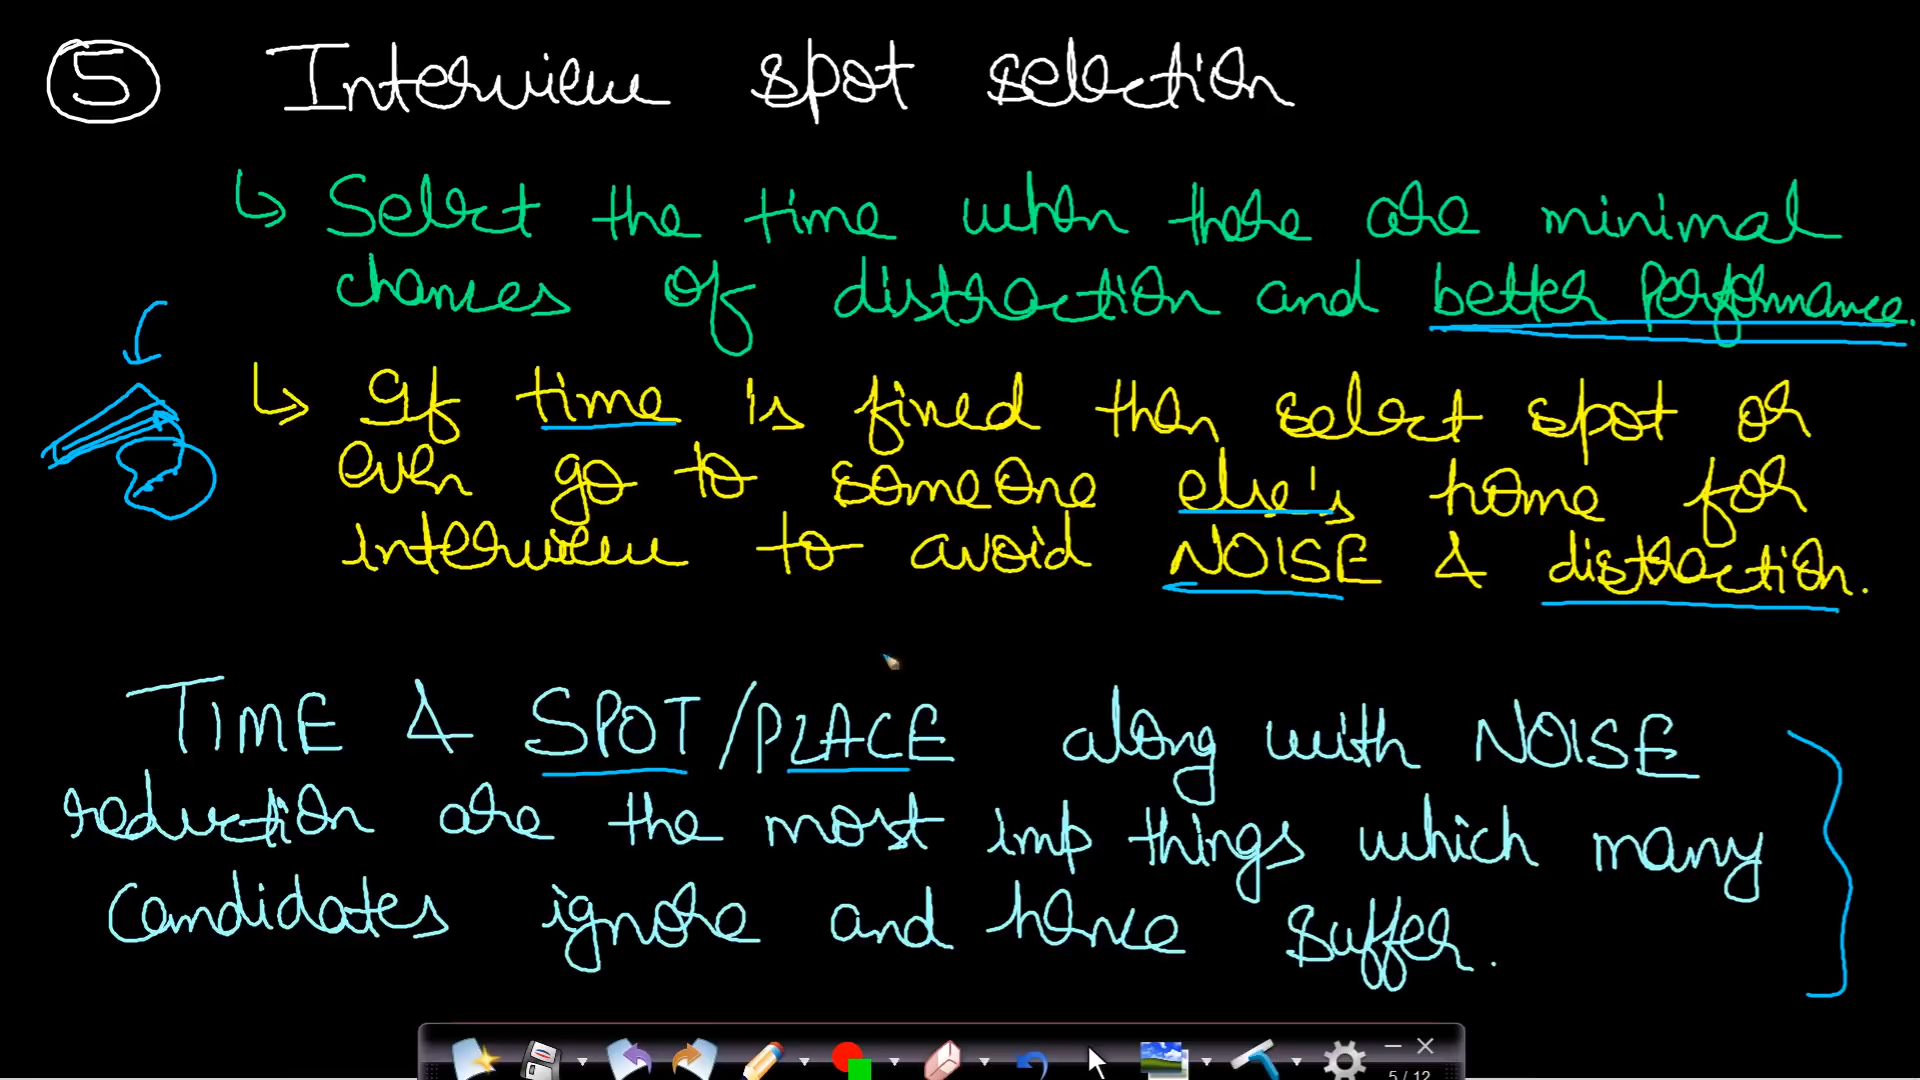 5 Interview spot selection
↳ Select the time when there are minimal
chances of distraction and better performance.
↳ If time is fixed then select spot or
even go to someone else's home for
interview to avoid NOISE & distraction.
TIME & SPOT/PLACE along with NOISE
reduction are the most imp things which many
candidates ignore and hence suffer.
5 / 12